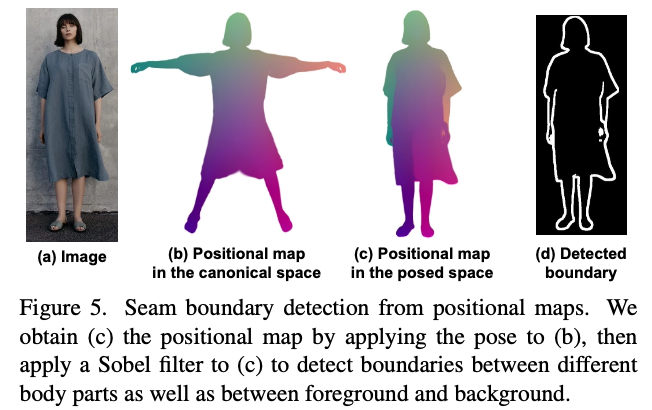 (a) Image
(b) Positional map
in the canonical space
(c) Positional map
in the posed space
(d) Detected
boundary
Figure 5. Seam boundary detection from positional maps. We
obtain (c) the positional map by applying the pose to (b), then
apply a Sobel filter to (c) to detect boundaries between different
body parts as well as between foreground and background.